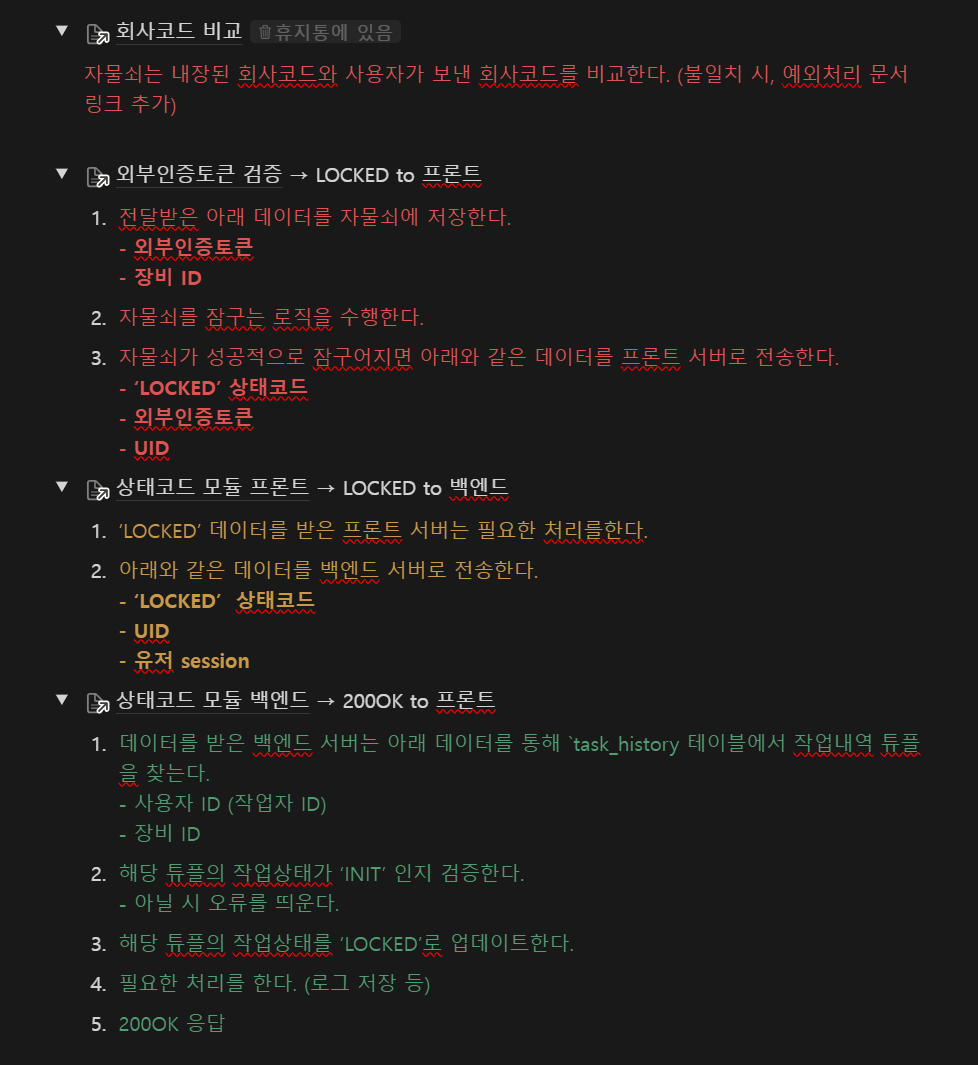 회사코드 비교 휴지통에 있음
자물쇠는 내장된 회사코드와 사용자가 보낸 회사코드를 비교한다. (불일치 시, 예외처리 문서
링크 추가)
외부인증토큰 검증 → LOCKED to 프론트
1. 전달받은 아래 데이터를 자물쇠에 저장한다.
- 외부인증토큰
- 장비 ID
2. 자물쇠를 잠구는 로직을 수행한다.
3. 자물쇠가 성공적으로 잠구어지면 아래와 같은 데이터를 프론트 서버로 전송한다.
- ‘LOCKED’ 상태코드
- 외부인증토큰
- UID
상태코드 모듈 프론트 → LOCKED to 백엔드
1. ‘LOCKED’ 데이터를 받은 프론트 서버는 필요한 처리를한다.
2. 아래와 같은 데이터를 백엔드 서버로 전송한다.
- ‘LOCKED’ 상태코드
- UID
- 유저 session
상태코드 모듈 백엔드 → 200OK to 프론트
1. 데이터를 받은 백엔드 서버는 아래 데이터를 통해 `task_history 테이블에서 작업내역 튜플
을 찾는다.
- 사용자 ID (작업자 ID)
- 장비 ID
2. 해당 튜플의 작업상태가 ‘INIT’ 인지 검증한다.
- 아닐 시 오류를 띄운다.
3. 해당 튜플의 작업상태를 ‘LOCKED’로 업데이트한다.
4. 필요한 처리를 한다. (로그 저장 등)
5. 200OK 응답